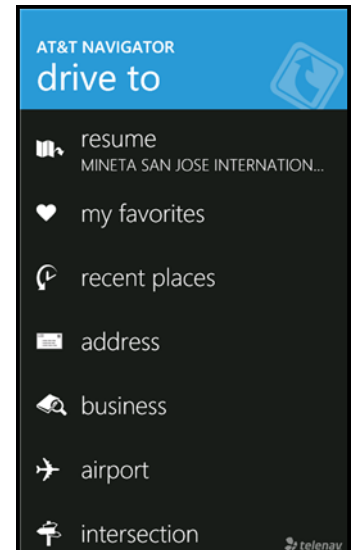 AT&T NAVIGATOR
drive to
resume
MINETA SAN JOSE INTERNATION...
my favorites
recent places
address
business
airport
intersection
telenav